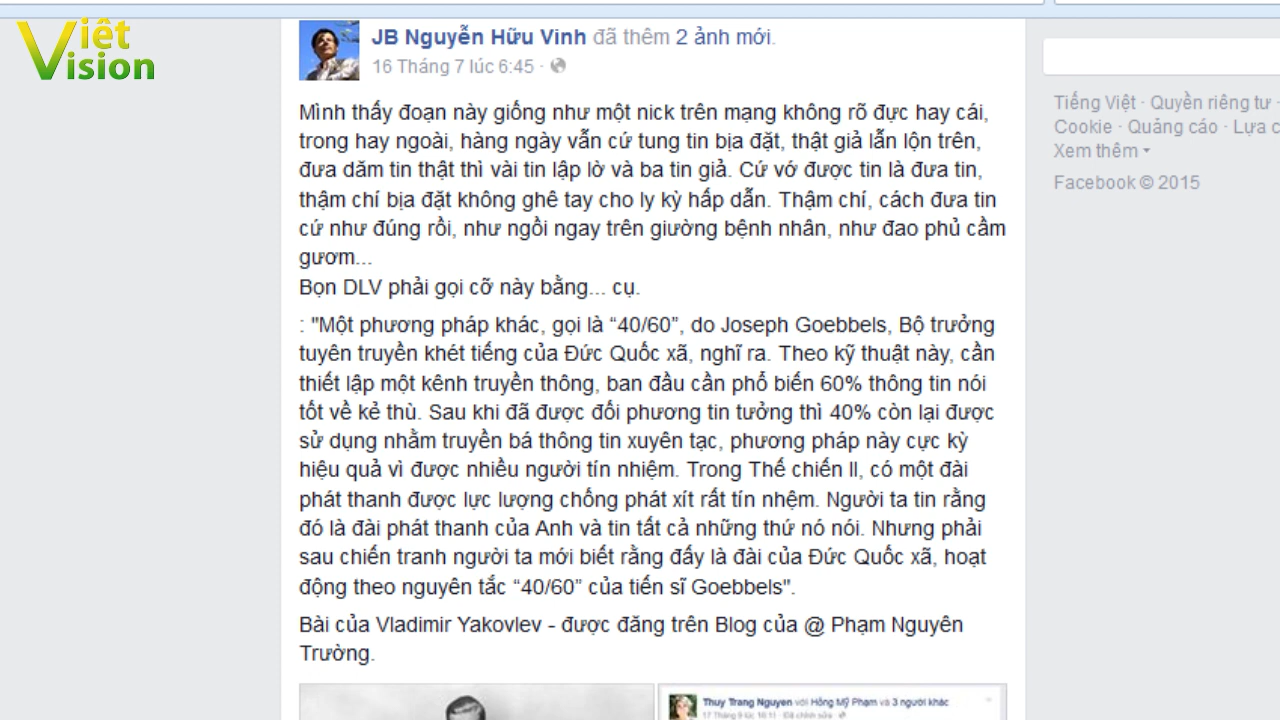 Việt
Vision
JB Nguyễn Hữu Vinh đã thêm 2 ảnh mới.
16 Tháng 7 lúc 6:45 ·
Mình thấy đoạn này giống như một nick trên mạng không rõ đực hay cái,
trong hay ngoài, hàng ngày vẫn cứ tung tin bịa đặt, thật giả lẫn lộn trên,
đưa dăm tin thật thì vài tin lập lờ và ba tin giả. Cứ vớ được tin là đưa tin,
thậm chí bịa đặt không ghê tay cho ly kỳ hấp dẫn. Thậm chí, cách đưa tin
cứ như đúng rồi, như ngồi ngay trên giường bệnh nhân, như đao phủ cầm
gươm...
Bọn DLV phải gọi cỡ này bằng... cụ.
: "Một phương pháp khác, gọi là “40/60”, do Joseph Goebbels, Bộ trưởng
tuyên truyền khét tiếng của Đức Quốc xã, nghĩ ra. Theo kỹ thuật này, cần
thiết lập một kênh truyền thông, ban đầu cần phổ biến 60% thông tin nói
tốt về kẻ thù. Sau khi đã được đối phương tin tưởng thì 40% còn lại được
sử dụng nhằm truyền bá thông tin xuyên tạc, phương pháp này cực kỳ
hiệu quả vì được nhiều người tín nhiệm. Trong Thế chiến II, có một đài
phát thanh được lực lượng chống phát xít rất tín nhệm. Người ta tin rằng
đó là đài phát thanh của Anh và tin tất cả những thứ nó nói. Nhưng phải
sau chiến tranh người ta mới biết rằng đấy là đài của Đức Quốc xã, hoạt
động theo nguyên tắc “40/60” của tiến sĩ Goebbels".
Bài của Vladimir Yakovlev - được đăng trên Blog của @ Phạm Nguyên
Trường.
Thuy Trang Nguyen với Hồng Mỹ Phạm và 3 người khác
17 Tháng 9 lúc 16:11 · Đã chỉnh sửa ·
Tiếng Việt · Quyền riêng tư ·
Cookie · Quảng cáo · Lựa c
Xem thêm
Facebook © 2015